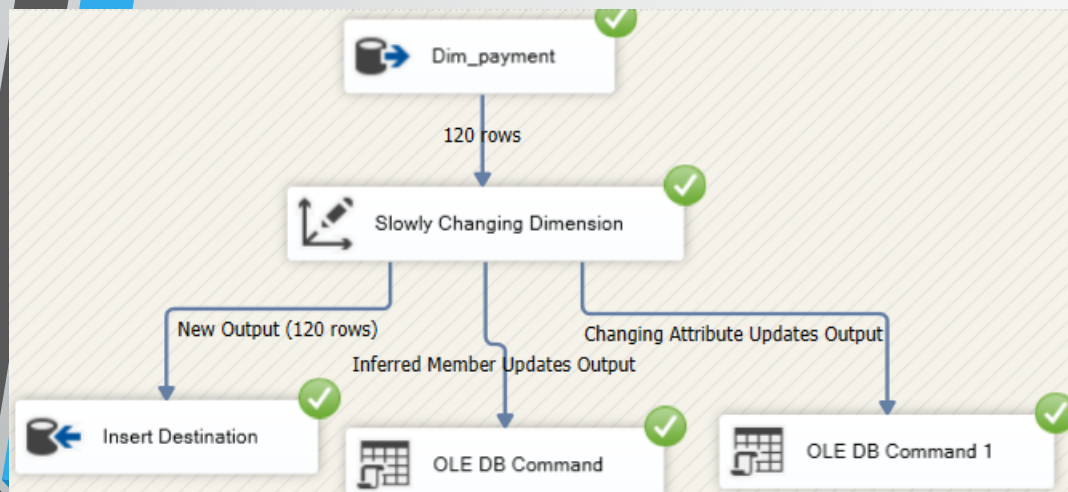 Dim_payment
120 rows
Slowly Changing Dimension
New Output (120 rows)
Changing Attribute Updates Output
Inferred Member Updates Output
Insert Destination
OLE DB Command
OLE DB Command 1